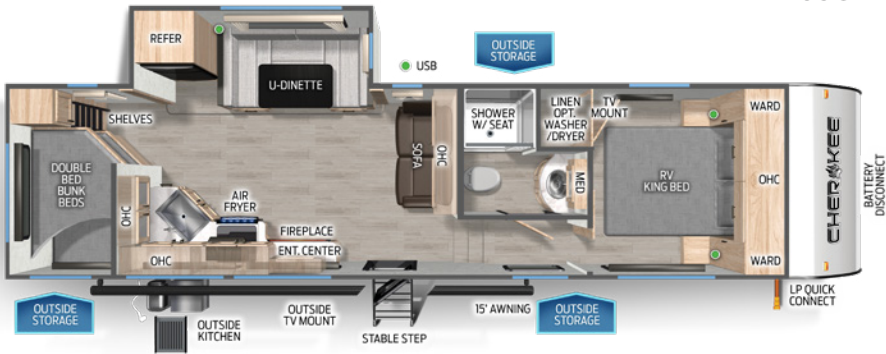 REFER
U-DINETTE
USB
OUTSIDE
STORAGE
SHELVES
DOUBLE
BED
BUNK
BEDS
OHC
OHC
AIR
FRYER
FIREPLACE
ENT. CENTER
SOFA
OHC
SHOWER
W/ SEAT
LINEN
OPT.
WASHER
/DRYER
TV
MOUNT
MED
RV
KING BED
WARD
OHC
WARD
CHEROKEE
BATTERY
DISCONNECT
LP QUICK
CONNECT
OUTSIDE
STORAGE
OUTSIDE
KITCHEN
OUTSIDE
TV MOUNT
STABLE STEP
15' AWNING
OUTSIDE
STORAGE